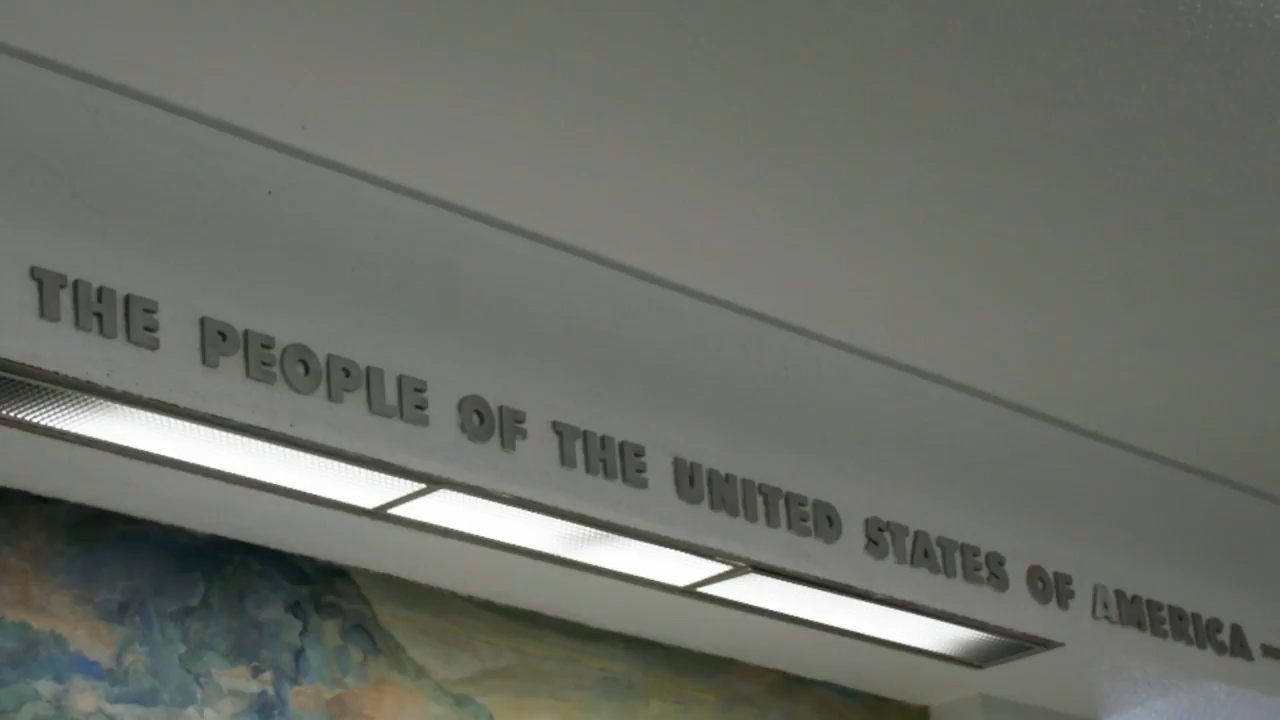 THE PEOPLE OF THE UNITED STATES OF AMERICA—